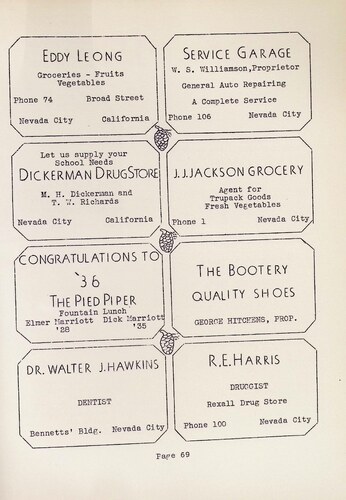 EDDY LEONG
Groceries - Fruits
Vegetables
Phone 74 Broad Street
Nevada City California
SERVICE GARAGE
W. S. Williamson, Proprietor
General Auto Repairing
A Complete Service
Phone 106 Nevada City
Let us supply your
School Needs
DICKERMAN DRUG STORE
M. H. Dickerman and
T. W. Richards
Nevada City California
J.J. JACKSON GROCERY
Agent for
Trupack Goods
Fresh Vegetables
Phone 1 Nevada City
CONGRATULATIONS TO
'36
THE PIED PIPER
Fountain Lunch
Elmer Marriott Dick Marriott
'28 '35
THE BOOTERY
QUALITY SHOES
GEORGE HITCHENS, PROP.
DR. WALTER J. HAWKINS
DENTIST
Bennetts' Bldg. Nevada City
R.E. HARRIS
DRUGGIST
Rexall Drug Store
Phone 100 Nevada City
Page 69